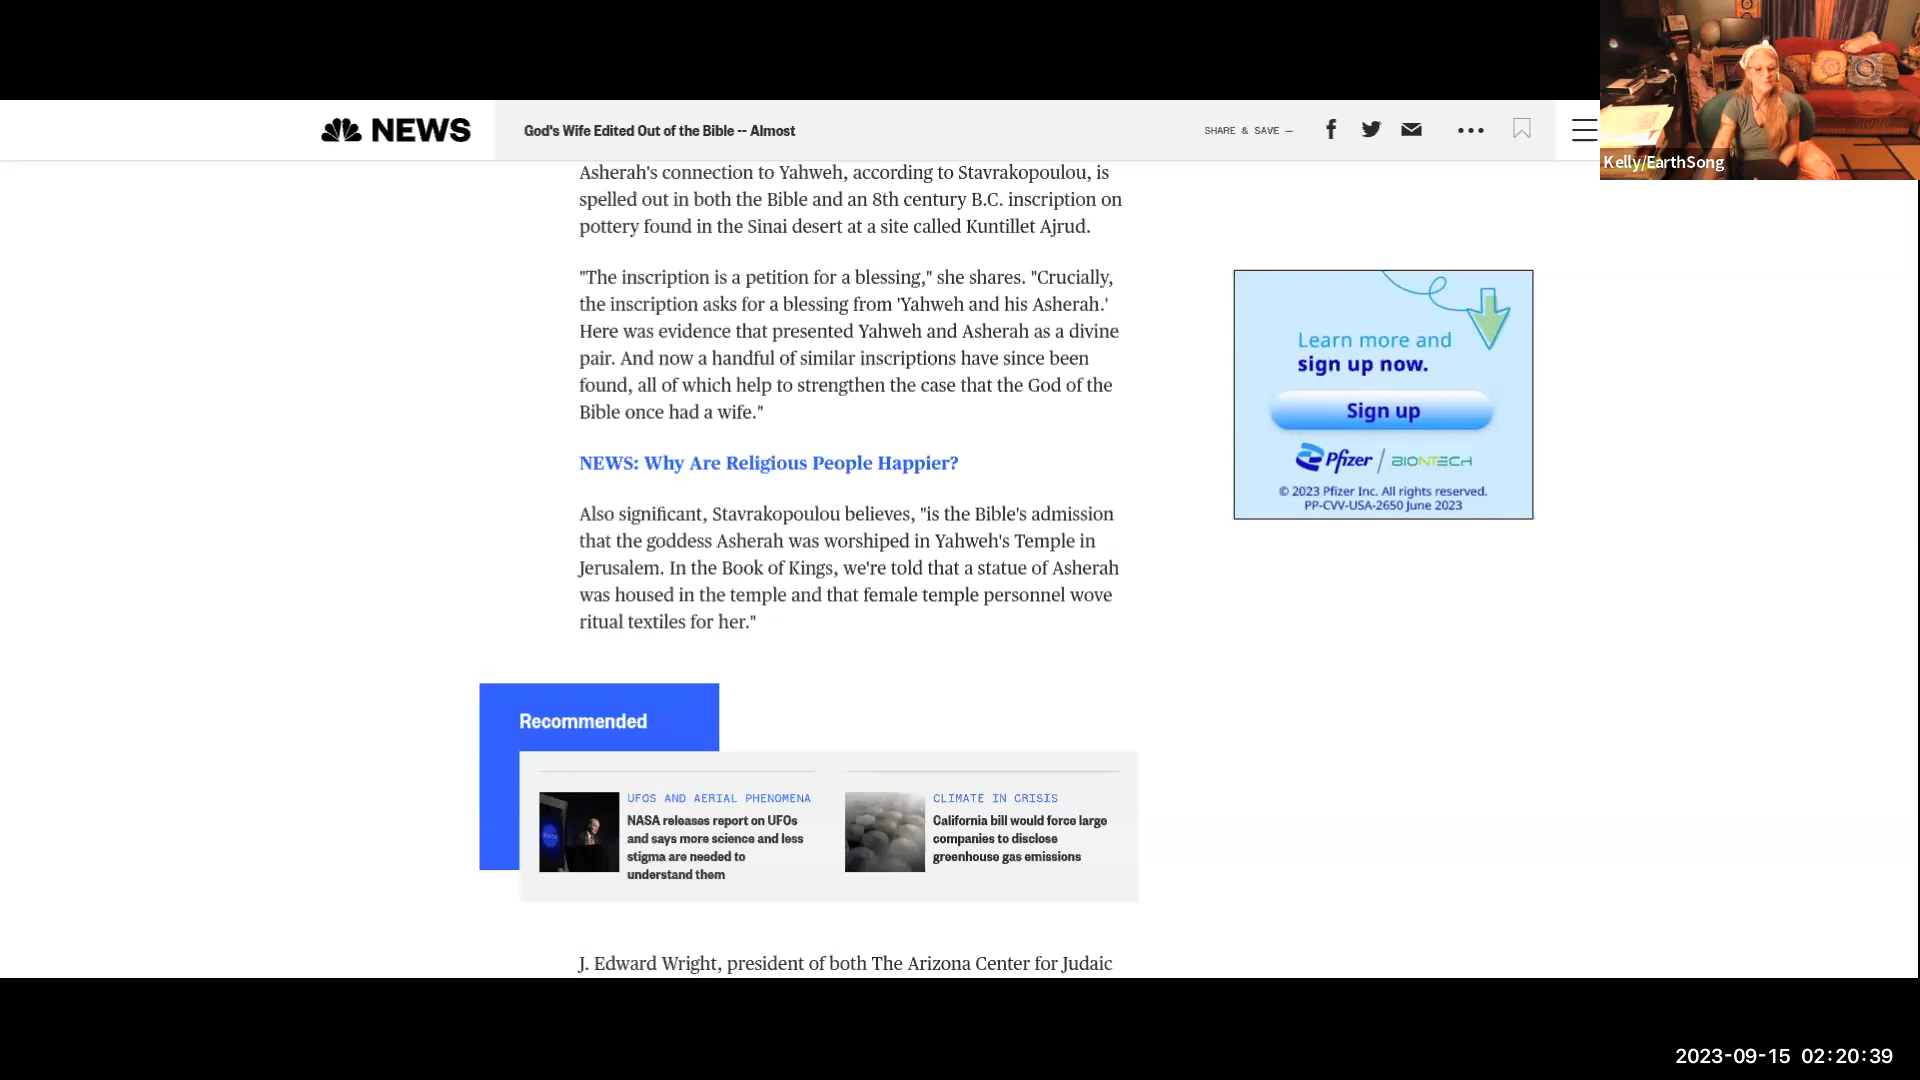 NEWS
God's Wife Edited Out of the Bible -- Almost
SHARE & SAVE —
Kelly/EarthSong
Asherah's connection to Yahweh, according to Stavrakopoulou, is
spelled out in both the Bible and an 8th century B.C. inscription on
pottery found in the Sinai desert at a site called Kuntillet Ajrud.
"The inscription is a petition for a blessing," she shares. "Crucially,
the inscription asks for a blessing from 'Yahweh and his Asherah.'
Here was evidence that presented Yahweh and Asherah as a divine
pair. And now a handful of similar inscriptions have since been
found, all of which help to strengthen the case that the God of the
Bible once had a wife."
NEWS: Why Are Religious People Happier?
Also significant, Stavrakopoulou believes, "is the Bible's admission
that the goddess Asherah was worshiped in Yahweh's Temple in
Jerusalem. In the Book of Kings, we're told that a statue of Asherah
was housed in the temple and that female temple personnel wove
ritual textiles for her."
Learn more and
sign up now.
Sign up
Pfizer / BIONTECH
© 2023 Pfizer Inc. All rights reserved.
PP-CVV-USA-2650 June 2023
Recommended
UFOS AND AERIAL PHENOMENA
NASA releases report on UFOs
and says more science and less
stigma are needed to
understand them
CLIMATE IN CRISIS
California bill would force large
companies to disclose
greenhouse gas emissions
J. Edward Wright, president of both The Arizona Center for Judaic
2023-09-15 02:20:39